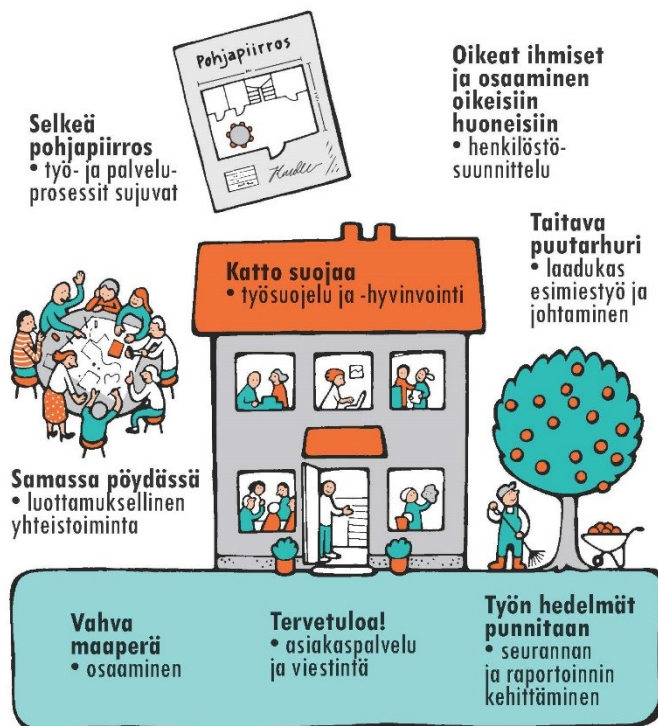 Pohjapiirros
Oikeat ihmiset
ja osaaminen
oikeisiin
huoneisiin
• henkilöstö-
suunnittelu
Selkeä
pohjapiirros
• työ- ja palvelu-
prosessit sujuvat
Taitava
puutarhuri
• laadukas
esimiestyö ja
johtaminen
Katto suojaa
• työsuojelu ja -hyvinvointi
Samassa pöydässä
• luottamuksellinen
yhteistoiminta
Vahva
maaperä
• osaaminen
Tervetuloa!
• asiakaspalvelu
ja viestintä
Työn hedelmät
punnitaan
• seurannan
ja raportoinnin
kehittäminen